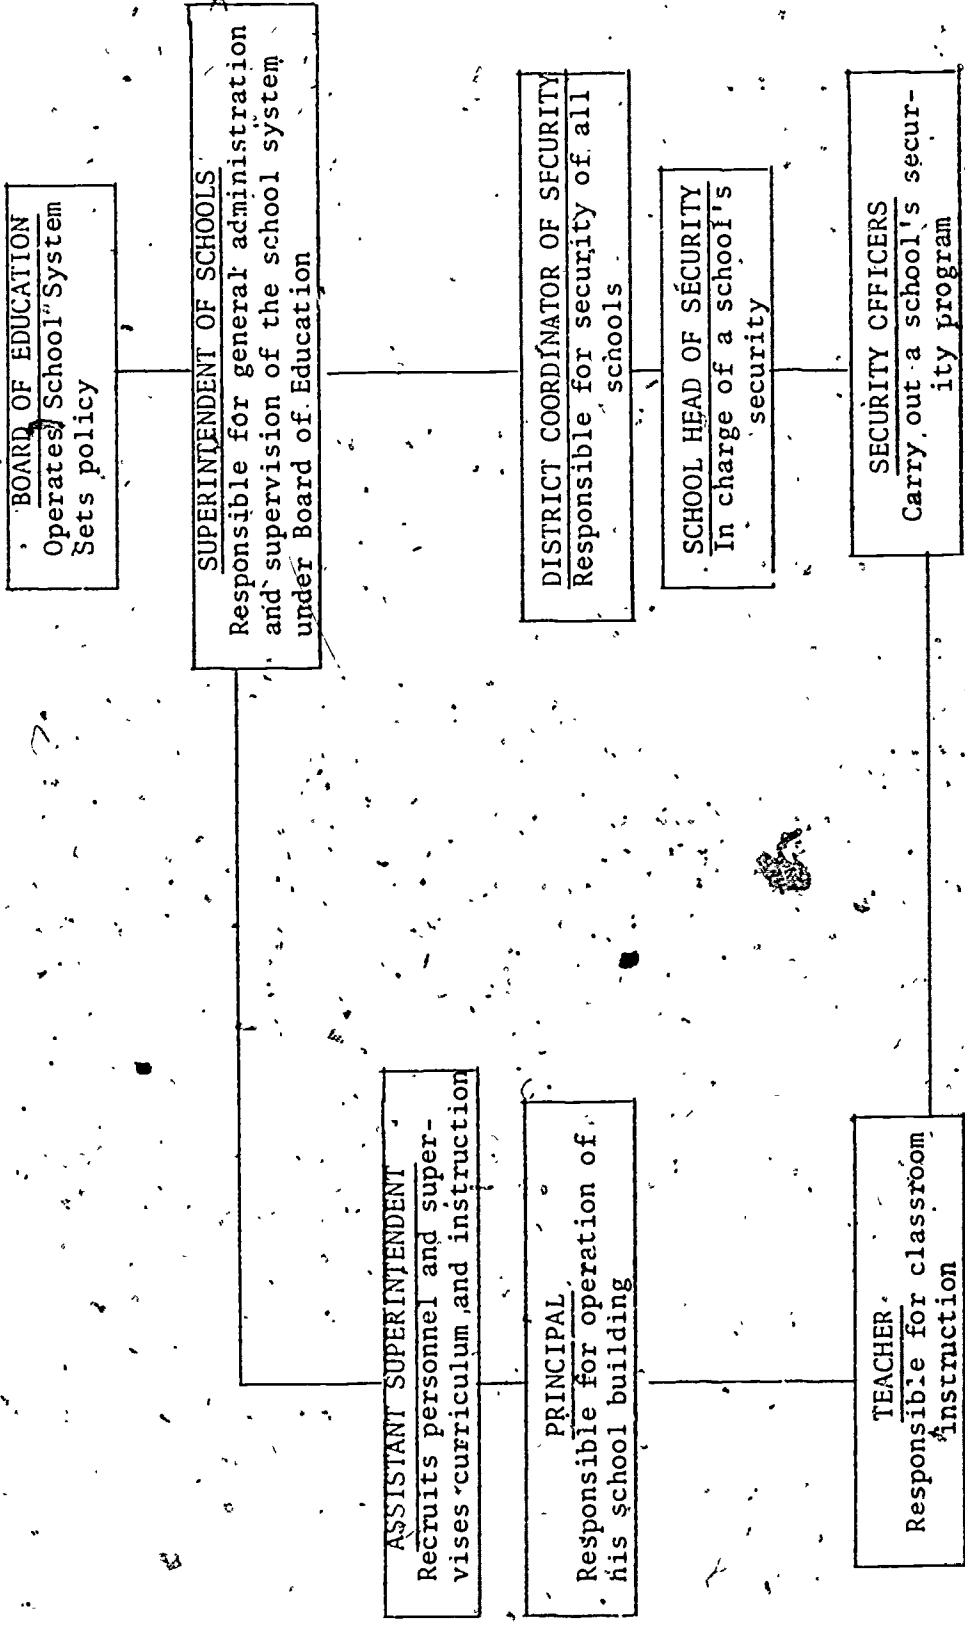 BOARD OF EDUCATION
Operates School System
Sets policy
SUPERINTENDENT OF SCHOOLS
Responsible for general administration
and supervision of the school system
under Board of Education
ASSISTANT SUPERINTENDENT
Recruits personnel and super-
vises curriculum and instruction
DISTRICT COORDINATOR OF SECURITY
Responsible for security of all
schools
PRINCIPAL
Responsible for operation of
his school building
SCHOOL HEAD OF SECURITY
In charge of a school's
security
TEACHER
Responsible for classroom
instruction
SECURITY OFFICERS
Carry out a school's secur-
ity program